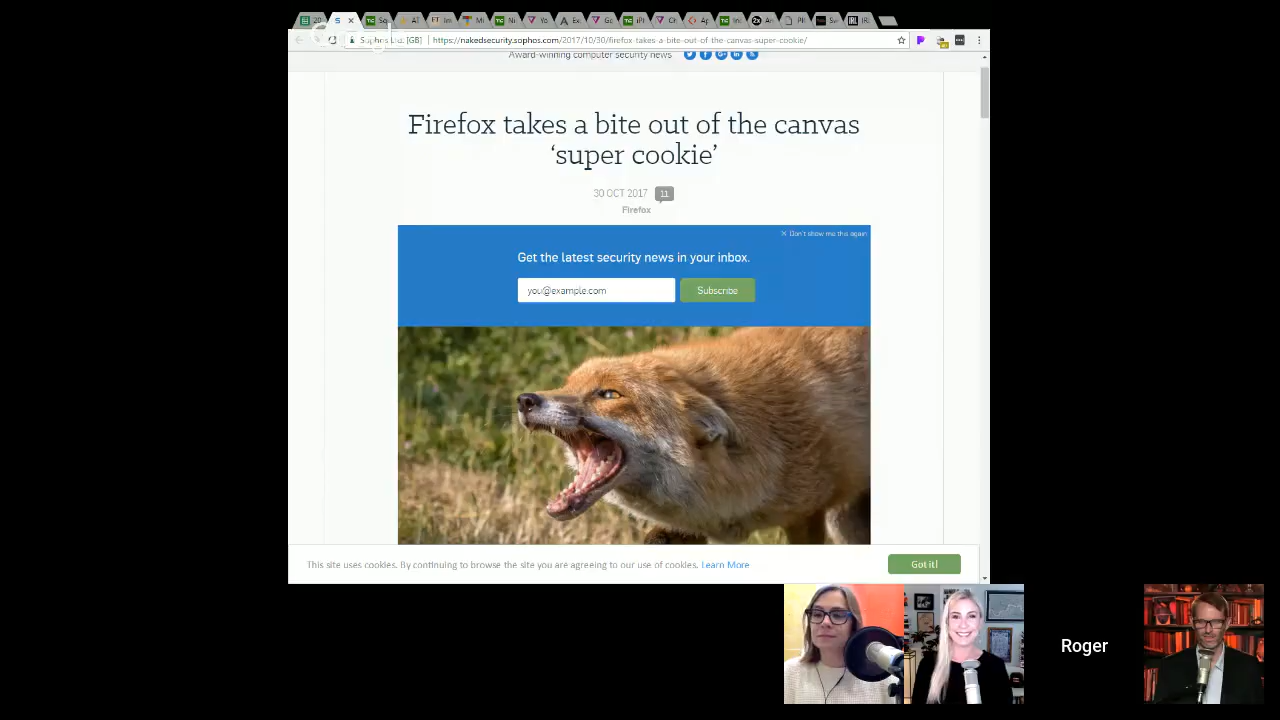 Sophos Ltd. [GB]
https://nakedsecurity.sophos.com/2017/10/30/firefox-takes-a-bite-out-of-the-canvas-super-cookie/
Award-winning computer security news
Firefox takes a bite out of the canvas
‘super cookie’
30 OCT 2017 11
Firefox
✕ Don't show me this again
Get the latest security news in your inbox.
you@example.com Subscribe
This site uses cookies. By continuing to browse the site you are agreeing to our use of cookies. Learn More Got it!
Roger